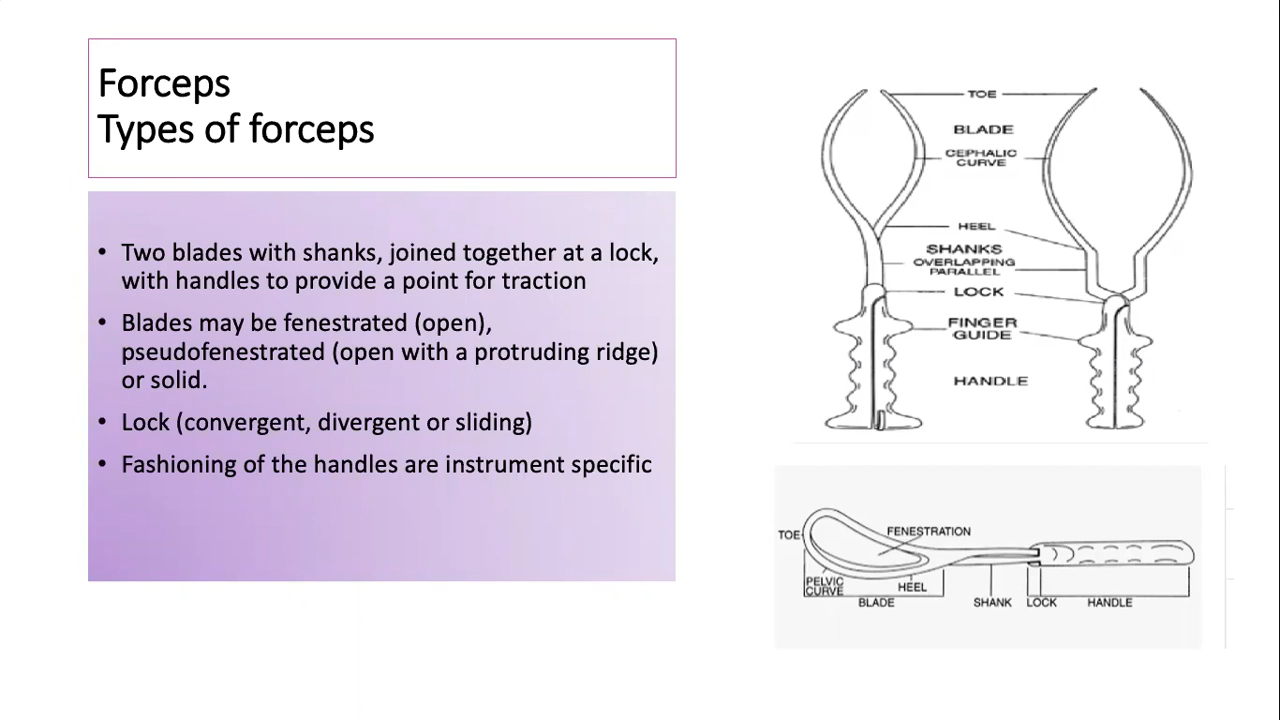 Forceps
Types of forceps
• Two blades with shanks, joined together at a lock,
with handles to provide a point for traction
• Blades may be fenestrated (open),
pseudofenestrated (open with a protruding ridge)
or solid.
• Lock (convergent, divergent or sliding)
• Fashioning of the handles are instrument specific
TOE
BLADE
CEPHALIC
CURVE
HEEL
SHANKS
OVERLAPPING
PARALLEL
LOCK
FINGER
GUIDE
HANDLE
TOE
FENESTRATION
PELVIC
CURVE
HEEL
BLADE
SHANK
LOCK
HANDLE